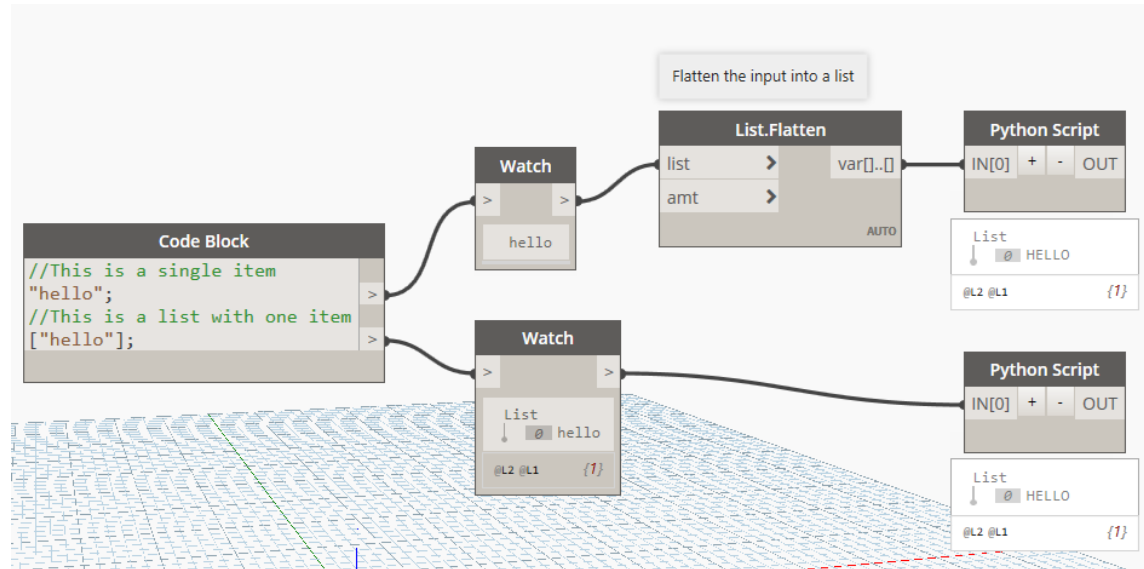 Flatten the input into a list
List.Flatten
list > var[]..[]
amt >
AUTO
Python Script
IN[0] + - OUT
List
0 HELLO
@L2 @L1 {1}
Watch
> >
hello
Code Block
//This is a single item
"hello"; >
//This is a list with one item
["hello"]; >
Watch
> >
List
0 hello
@L2 @L1 {1}
Python Script
IN[0] + - OUT
List
0 HELLO
@L2 @L1 {1}